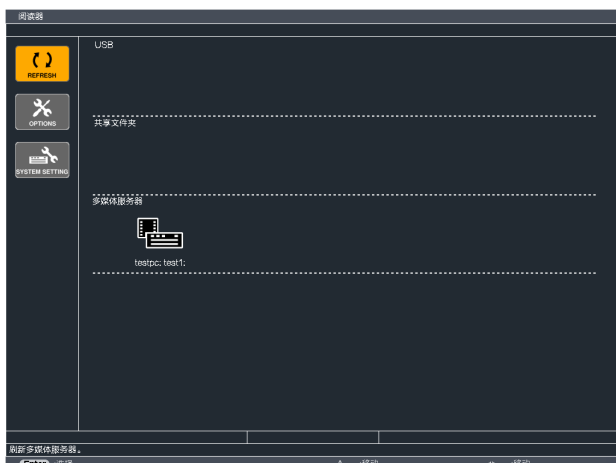 阅读器
USB
REFRESH
OPTIONS
共享文件夹
SYSTEM SETTING
多媒体服务器
testpc: test1:
刷新多媒体服务器。